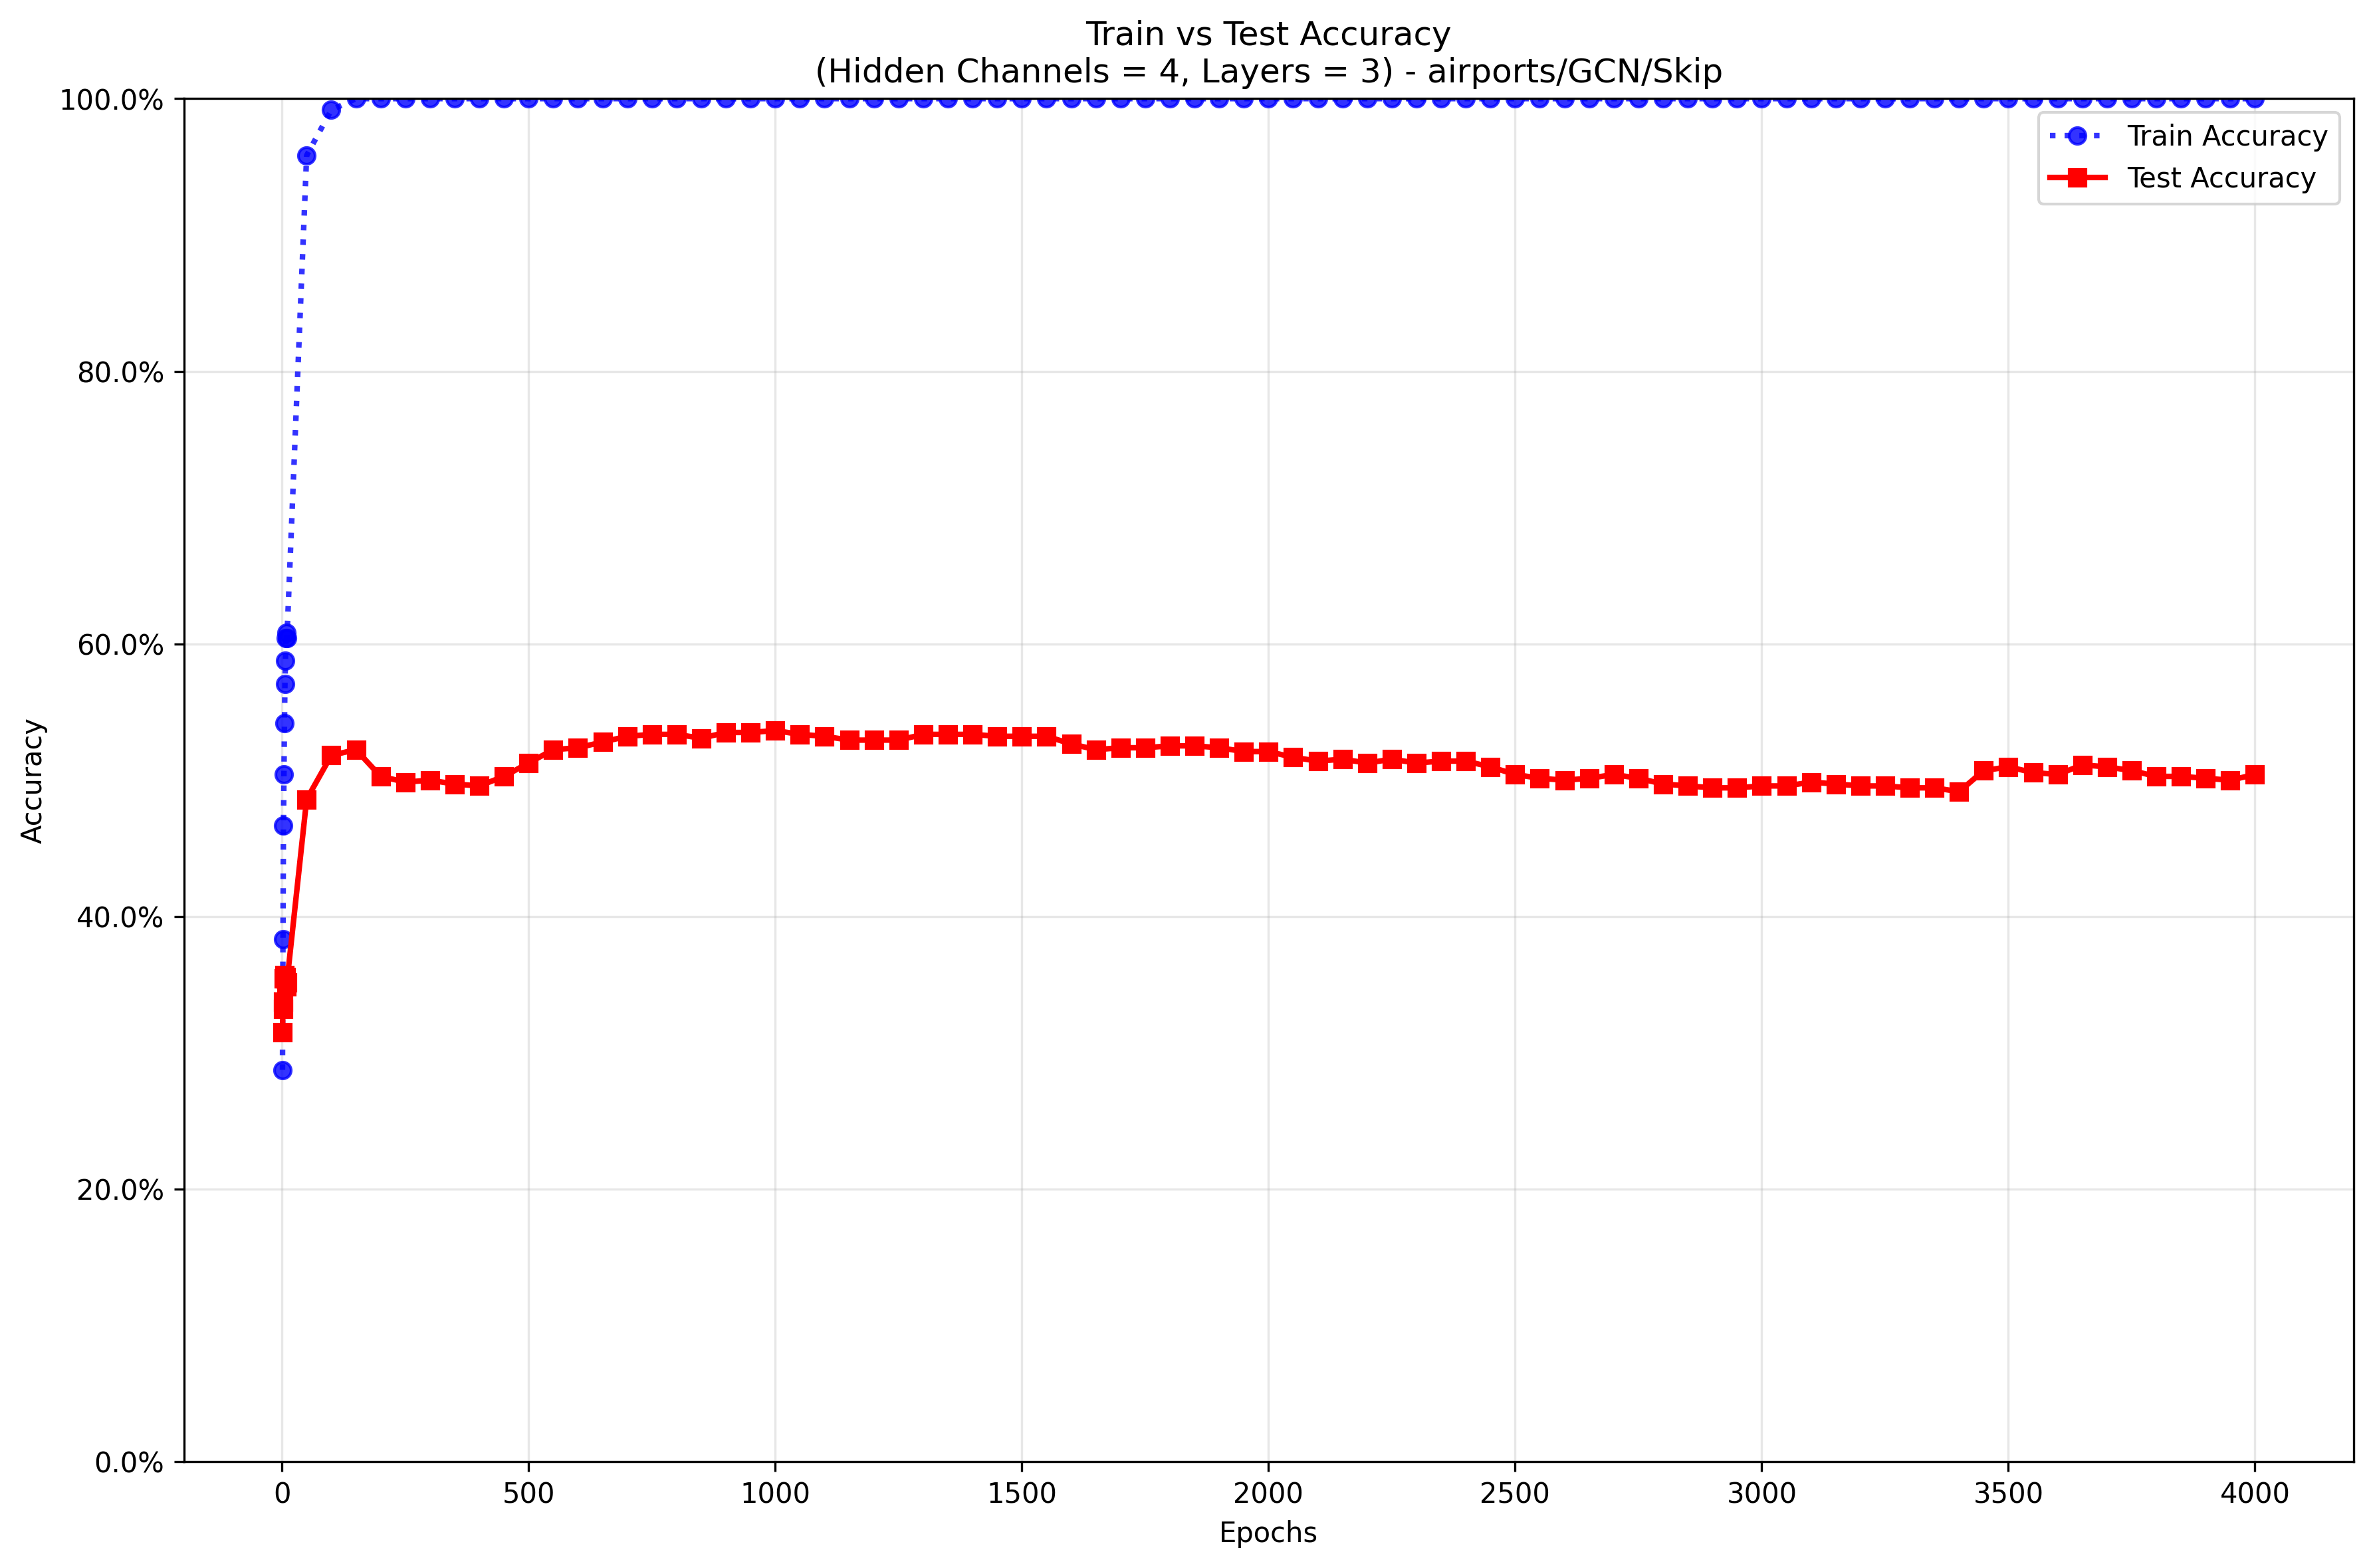 Train vs Test Accuracy
(Hidden Channels = 4, Layers = 3) - airports/GCN/Skip
100.0%
80.0%
60.0%
40.0%
20.0%
0.0%
Accuracy
Train Accuracy
Test Accuracy
0 500 1000 1500 2000 2500 3000 3500 4000
Epochs